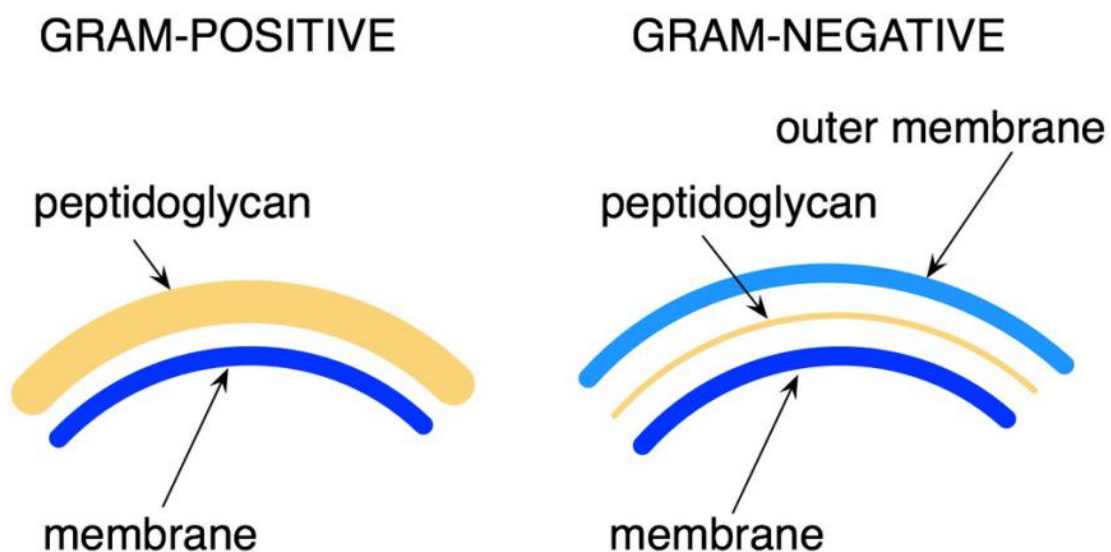 GRAM-POSITIVE
GRAM-NEGATIVE
outer membrane
peptidoglycan
peptidoglycan
membrane
membrane